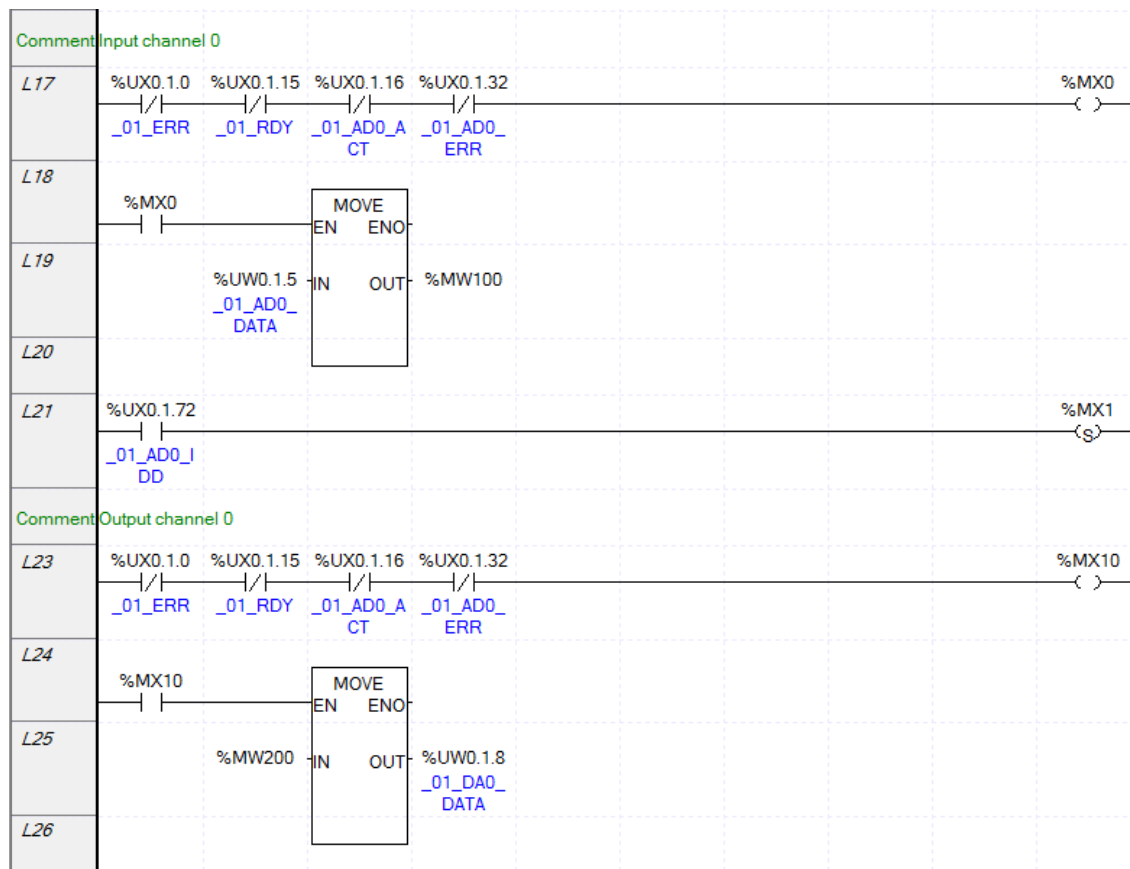 Comment Input channel 0
L17 %UX0.1.0 %UX0.1.15 %UX0.1.16 %UX0.1.32 %MX0
_01_ERR _01_RDY _01_AD0_A _01_AD0_
CT ERR
L18
%MX0 MOVE
EN ENO
L19
%UW0.1.5 IN OUT %MW100
_01_AD0_
DATA
L20
L21 %UX0.1.72 %MX1
S
_01_AD0_I
DD
Comment Output channel 0
L23 %UX0.1.0 %UX0.1.15 %UX0.1.16 %UX0.1.32 %MX10
_01_ERR _01_RDY _01_AD0_A _01_AD0_
CT ERR
L24
%MX10 MOVE
EN ENO
L25
%MW200 IN OUT %UW0.1.8
_01_DA0_
DATA
L26